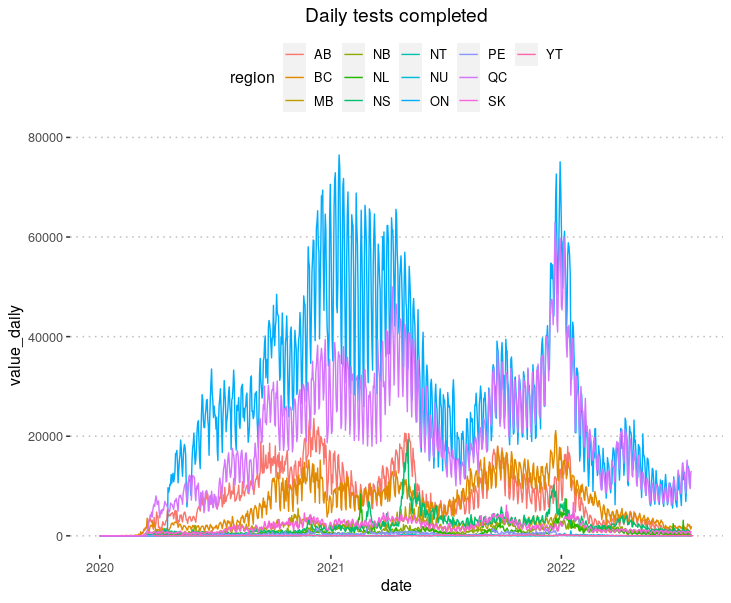 Daily tests completed
AB NB NT PE YT
region BC NL NU QC
MB NS ON SK
80000
60000
40000
20000
0
value_daily
2020 2021 2022
date